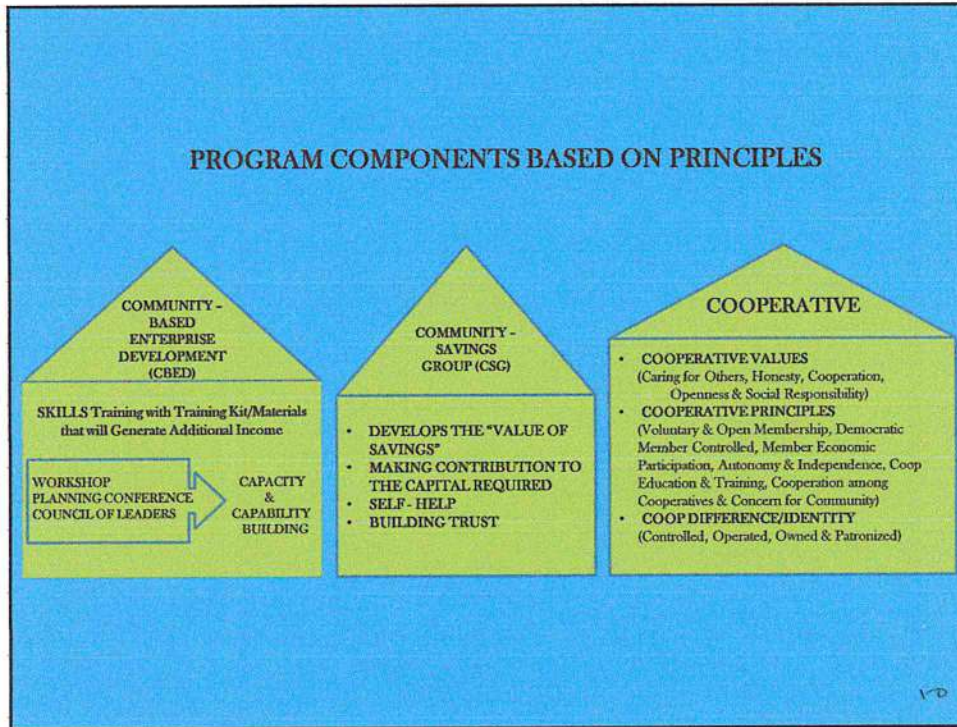 PROGRAM COMPONENTS BASED ON PRINCIPLES
COMMUNITY –
BASED
ENTERPRISE
DEVELOPMENT
(CBED)
SKILLS Training with Training Kit/Materials
that will Generate Additional Income
WORKSHOP
PLANNING CONFERENCE
COUNCIL OF LEADERS
CAPACITY
&
CAPABILITY
BUILDING
COMMUNITY –
SAVINGS
GROUP (CSG)
• DEVELOPS THE "VALUE OF
SAVINGS"
• MAKING CONTRIBUTION TO
THE CAPITAL REQUIRED
• SELF - HELP
• BUILDING TRUST
COOPERATIVE
• COOPERATIVE VALUES
(Caring for Others, Honesty, Cooperation,
Openness & Social Responsibility)
• COOPERATIVE PRINCIPLES
(Voluntary & Open Membership, Democratic
Member Controlled, Member Economic
Participation, Autonomy & Independence, Coop
Education & Training, Cooperation among
Cooperatives & Concern for Community)
• COOP DIFFERENCE/IDENTITY
(Controlled, Operated, Owned & Patronized)